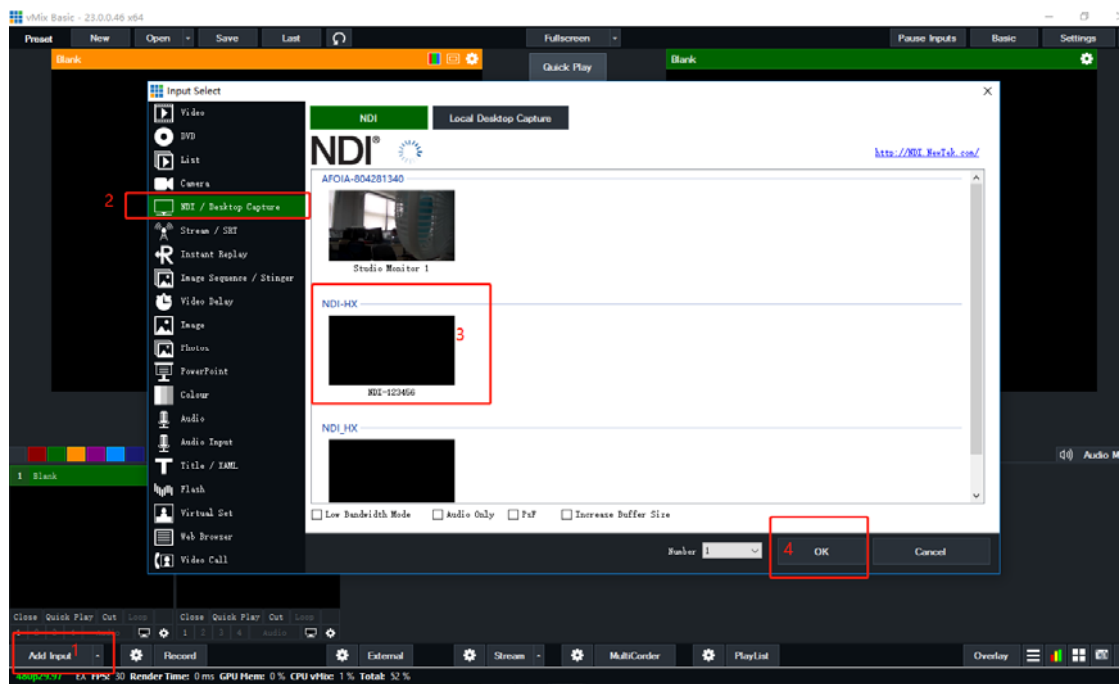 vMix Basic - 23.0.0.46 x64
Preset New Open Save Last Fullscreen Pause Inputs Basic Settings
Blank
Quick Play
Blank
Input Select
Video
DVD
List
Camera
2
NDI / Desktop Capture
Stream / SRT
Instant Replay
Image Sequence / Stinger
Video Delay
Image
Photos
PowerPoint
Colour
Audio
Audio Input
Title / XAML
Flash
Virtual Set
Web Browser
Video Call
NDI Local Desktop Capture
NDI®
http://NDI.NewTek.com/
AFOIA-804281340
Studio Monitor 1
NDI-HX
3
NDI-123456
NDI_HX
Low Bandwidth Mode Audio Only PsF Increase Buffer Size
Number 1
4 OK Cancel
Audio M
1 Blank
Close Quick Play Cut Loop Close Quick Play Cut Loop
1 2 3 4 Audio
Add Input 1 Record External Stream MultiCorder PlayList Overlay
480p29.97 EX FPS: 30 Render Time: 0 ms GPU Mem: 0 % CPU vMix: 1 % Total: 52 %